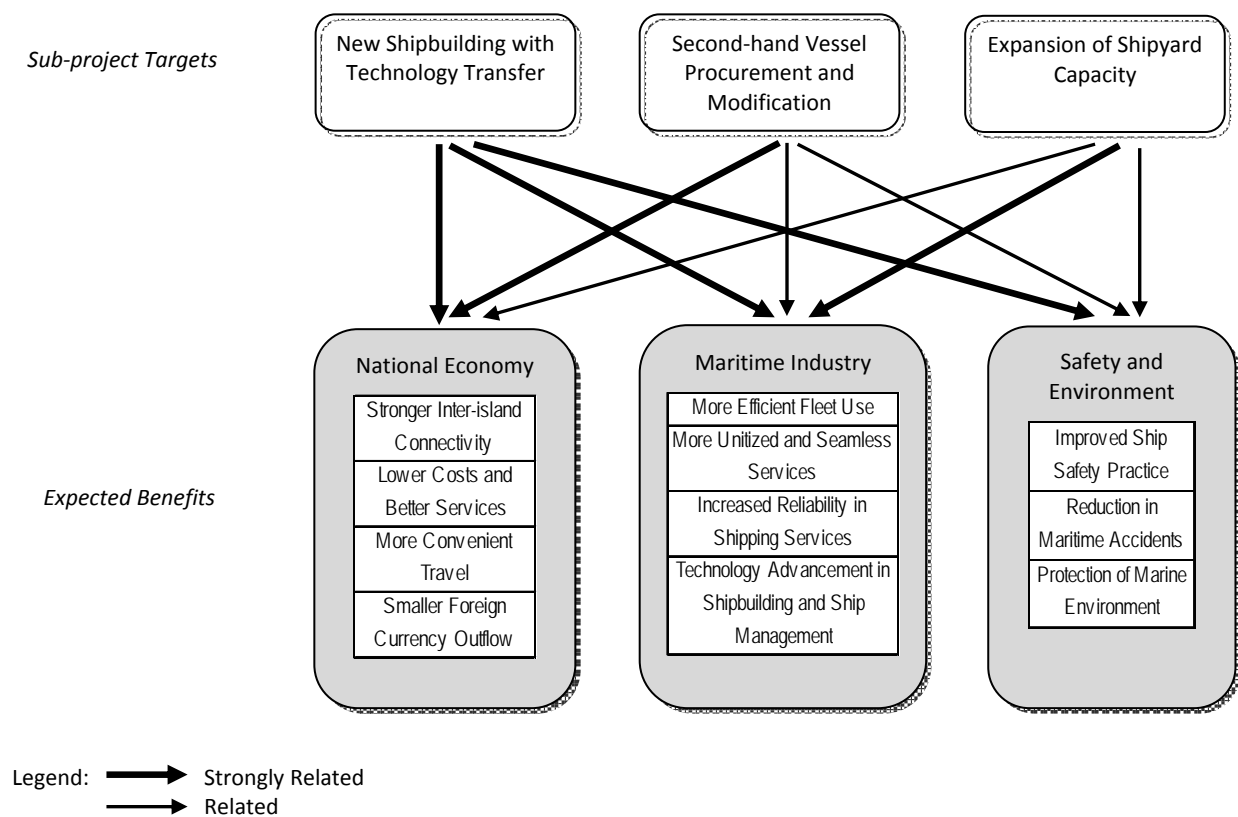 Sub-project Targets
New Shipbuilding with
Technology Transfer
Second-hand Vessel
Procurement and
Modification
Expansion of Shipyard
Capacity
Expected Benefits
National Economy
Stronger Inter-island
Connectivity
Lower Costs and
Better Services
More Convenient
Travel
Smaller Foreign
Currency Outflow
Maritime Industry
More Efficient Fleet Use
More Unitized and Seamless
Services
Increased Reliability in
Shipping Services
Technology Advancement in
Shipbuilding and Ship
Management
Safety and
Environment
Improved Ship
Safety Practice
Reduction in
Maritime Accidents
Protection of Marine
Environment
Legend:
Strongly Related
Related